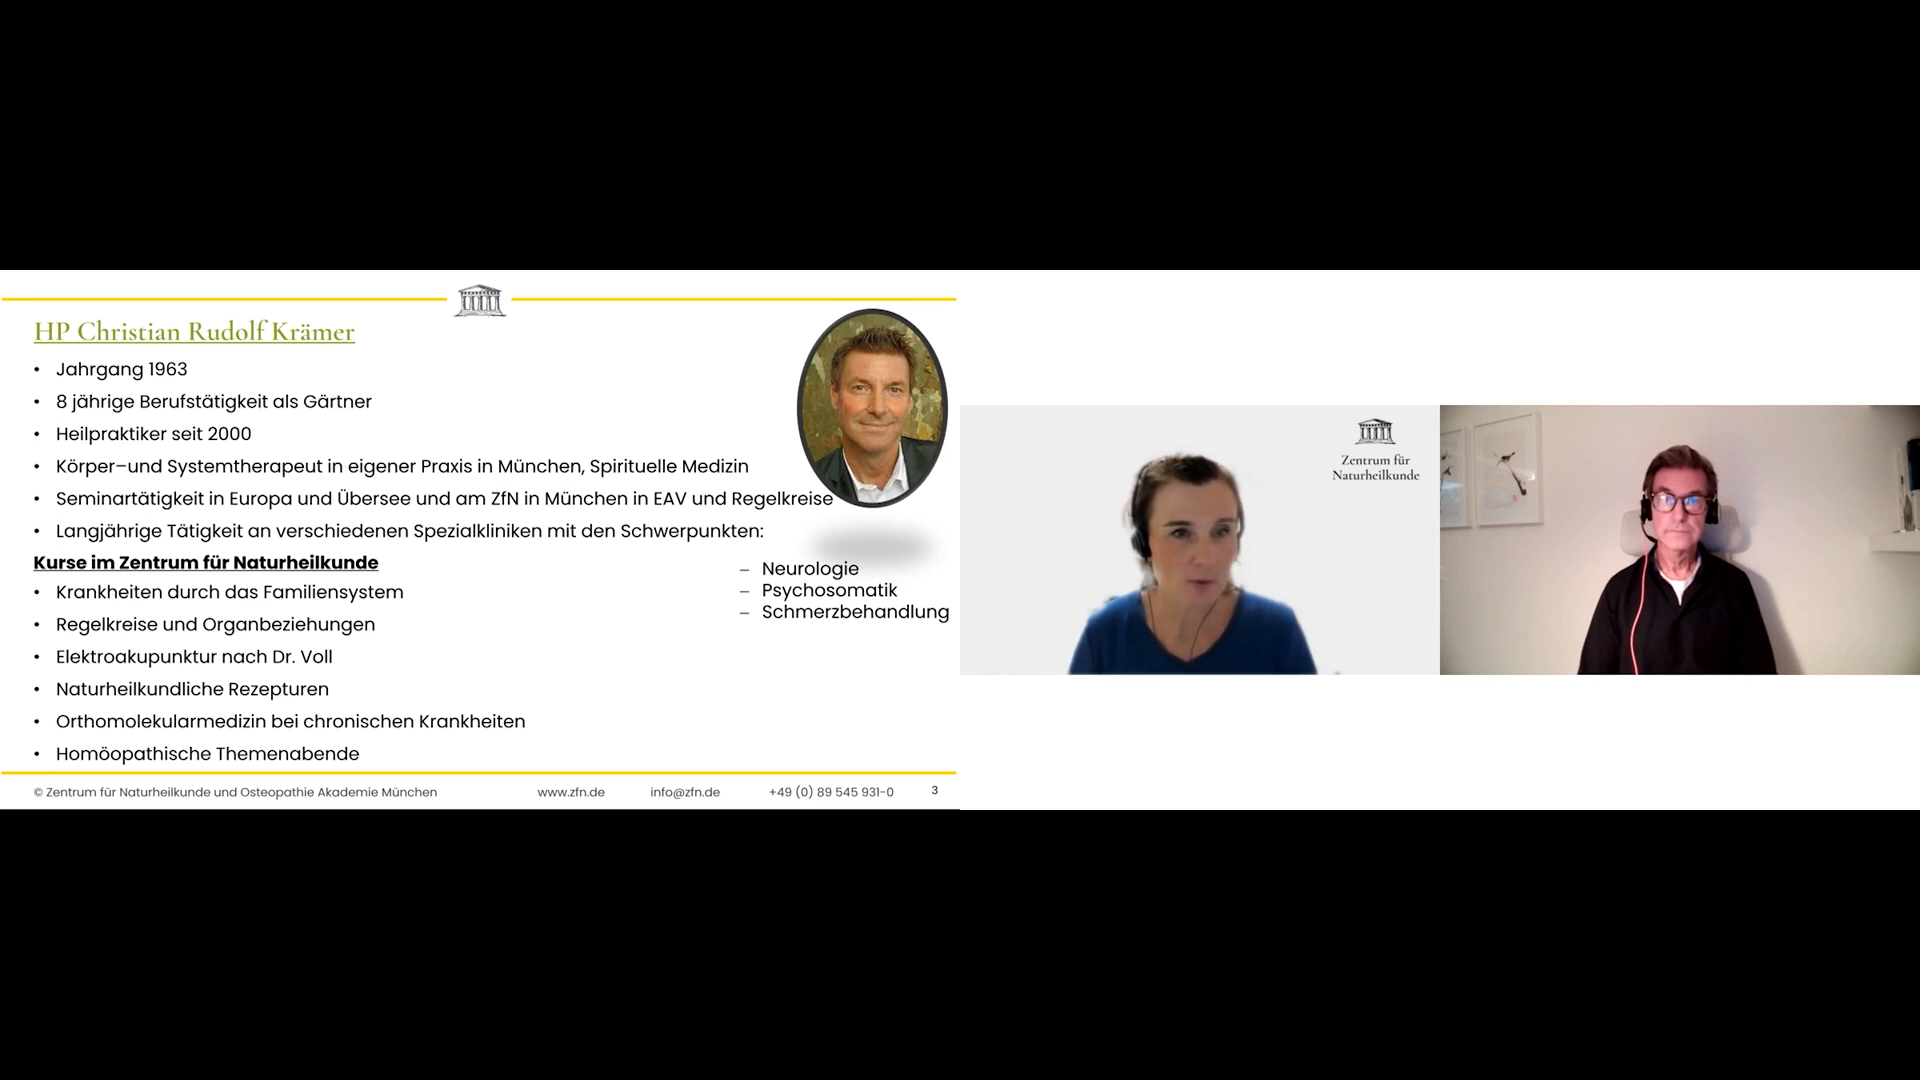 HP Christian Rudolf Krämer
• Jahrgang 1963
• 8 jährige Berufstätigkeit als Gärtner
• Heilpraktiker seit 2000
• Körper–und Systemtherapeut in eigener Praxis in München, Spirituelle Medizin
• Seminartätigkeit in Europa und Übersee und am ZfN in München in EAV und Regelkreise
• Langjährige Tätigkeit an verschiedenen Spezialkliniken mit den Schwerpunkten:
– Neurologie
– Psychosomatik
– Schmerzbehandlung
Kurse im Zentrum für Naturheilkunde
• Krankheiten durch das Familiensystem
• Regelkreise und Organbeziehungen
• Elektroakupunktur nach Dr. Voll
• Naturheilkundliche Rezepturen
• Orthomolekularmedizin bei chronischen Krankheiten
• Homöopathische Themenabende
© Zentrum für Naturheilkunde und Osteopathie Akademie München www.zfn.de info@zfn.de +49 (0) 89 545 931-0 3
Zentrum für
Naturheilkunde